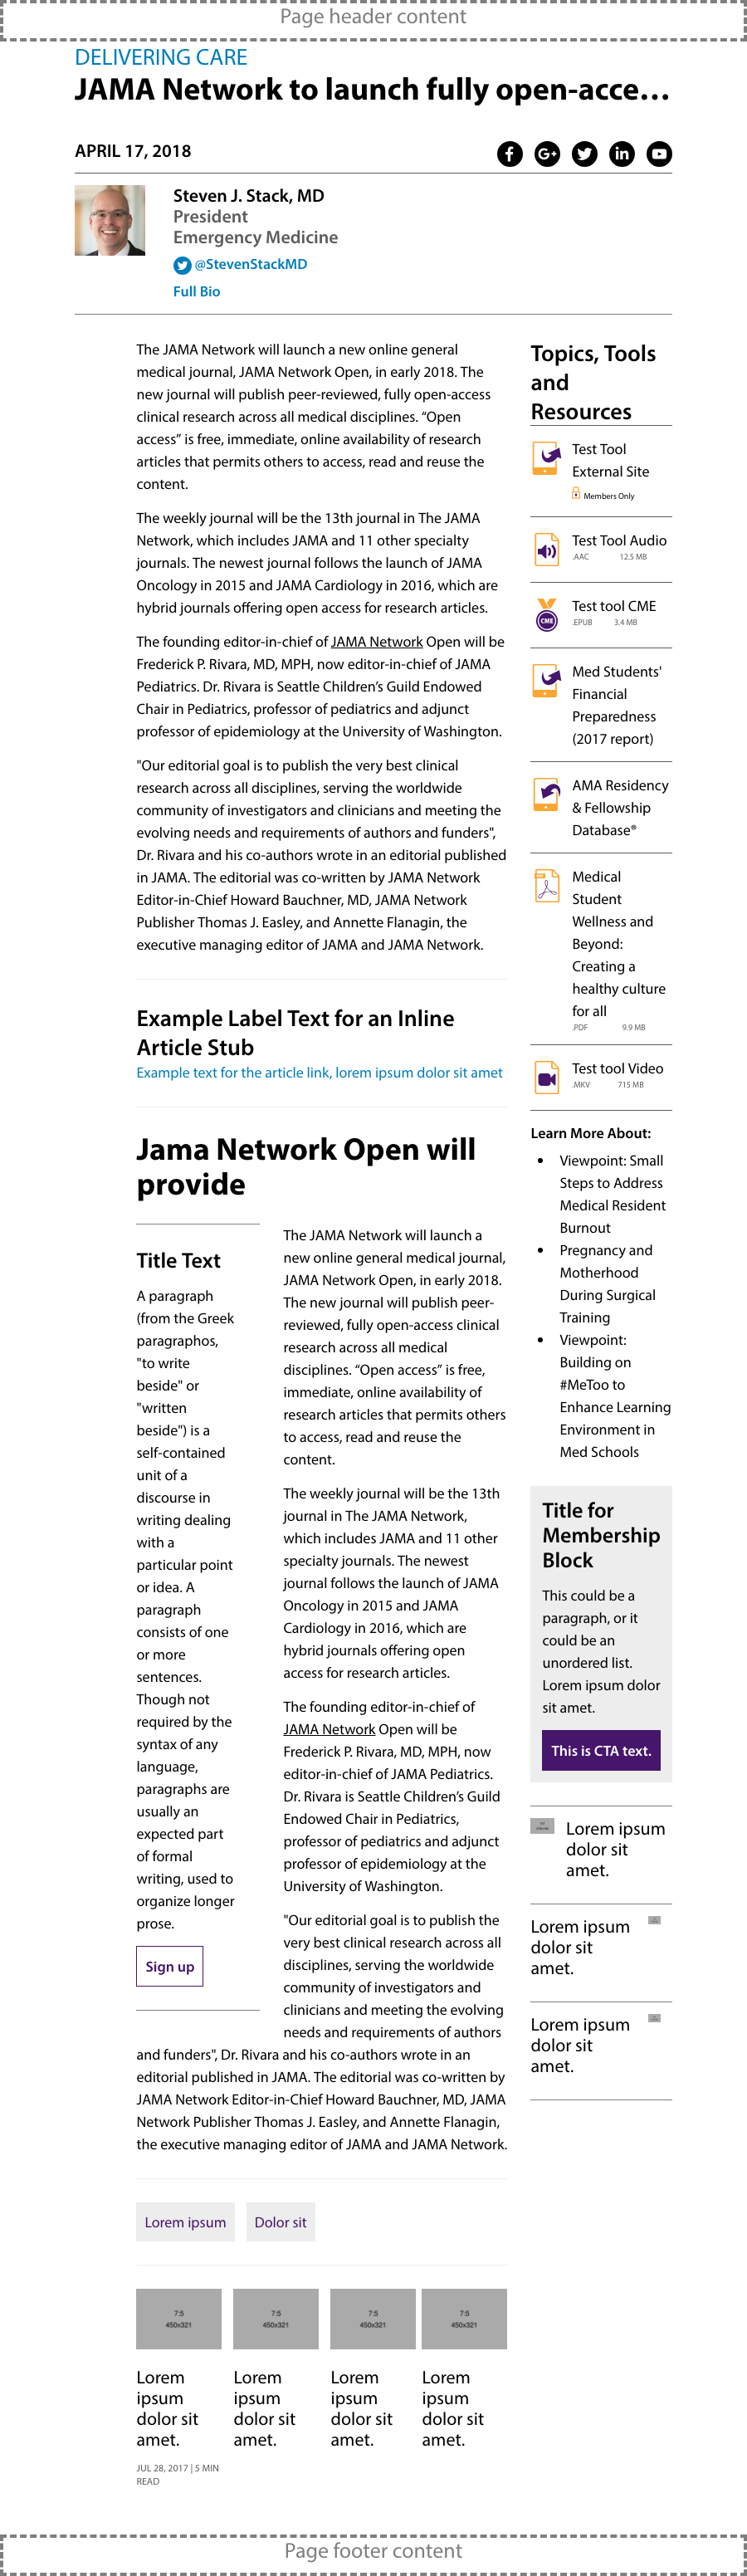 Page header content
DELIVERING CARE
JAMA Network to launch fully open-acce…
APRIL 17, 2018
Steven J. Stack, MD
President
Emergency Medicine
@StevenStackMD
Full Bio
The JAMA Network will launch a new online general
medical journal, JAMA Network Open, in early 2018. The
new journal will publish peer-reviewed, fully open-access
clinical research across all medical disciplines. “Open
access” is free, immediate, online availability of research
articles that permits others to access, read and reuse the
content.
The weekly journal will be the 13th journal in The JAMA
Network, which includes JAMA and 11 other specialty
journals. The newest journal follows the launch of JAMA
Oncology in 2015 and JAMA Cardiology in 2016, which are
hybrid journals offering open access for research articles.
The founding editor-in-chief of JAMA Network Open will be
Frederick P. Rivara, MD, MPH, now editor-in-chief of JAMA
Pediatrics. Dr. Rivara is Seattle Children’s Guild Endowed
Chair in Pediatrics, professor of pediatrics and adjunct
professor of epidemiology at the University of Washington.
"Our editorial goal is to publish the very best clinical
research across all disciplines, serving the worldwide
community of investigators and clinicians and meeting the
evolving needs and requirements of authors and funders",
Dr. Rivara and his co-authors wrote in an editorial published
in JAMA. The editorial was co-written by JAMA Network
Editor-in-Chief Howard Bauchner, MD, JAMA Network
Publisher Thomas J. Easley, and Annette Flanagin, the
executive managing editor of JAMA and JAMA Network.
Example Label Text for an Inline
Article Stub
Example text for the article link, lorem ipsum dolor sit amet
Jama Network Open will
provide
Title Text
A paragraph
(from the Greek
paragraphos,
"to write
beside" or
"written
beside") is a
self-contained
unit of a
discourse in
writing dealing
with a
particular point
or idea. A
paragraph
consists of one
or more
sentences.
Though not
required by the
syntax of any
language,
paragraphs are
usually an
expected part
of formal
writing, used to
organize longer
prose.
Sign up
The JAMA Network will launch a
new online general medical journal,
JAMA Network Open, in early 2018.
The new journal will publish peer-
reviewed, fully open-access clinical
research across all medical
disciplines. “Open access” is free,
immediate, online availability of
research articles that permits others
to access, read and reuse the
content.
The weekly journal will be the 13th
journal in The JAMA Network,
which includes JAMA and 11 other
specialty journals. The newest
journal follows the launch of JAMA
Oncology in 2015 and JAMA
Cardiology in 2016, which are
hybrid journals offering open
access for research articles.
The founding editor-in-chief of
JAMA Network Open will be
Frederick P. Rivara, MD, MPH, now
editor-in-chief of JAMA Pediatrics.
Dr. Rivara is Seattle Children’s Guild
Endowed Chair in Pediatrics,
professor of pediatrics and adjunct
professor of epidemiology at the
University of Washington.
"Our editorial goal is to publish the
very best clinical research across all
disciplines, serving the worldwide
community of investigators and
clinicians and meeting the evolving
needs and requirements of authors
and funders", Dr. Rivara and his co-authors wrote in an
editorial published in JAMA. The editorial was co-written by
JAMA Network Editor-in-Chief Howard Bauchner, MD, JAMA
Network Publisher Thomas J. Easley, and Annette Flanagin,
the executive managing editor of JAMA and JAMA Network.
Lorem ipsum
Dolor sit
7:5
450x321
Lorem
ipsum
dolor sit
amet.
JUL 28, 2017 | 5 MIN
READ
7:5
450x321
Lorem
ipsum
dolor sit
amet.
7:5
450x321
Lorem
ipsum
dolor sit
amet.
7:5
450x321
Lorem
ipsum
dolor sit
amet.
Topics, Tools
and
Resources
Test Tool
External Site
Members Only
Test Tool Audio
.AAC 12.5 MB
CME
Test tool CME
.EPUB 3.4 MB
Med Students'
Financial
Preparedness
(2017 report)
AMA Residency
& Fellowship
Database®
Medical
Student
Wellness and
Beyond:
Creating a
healthy culture
for all
.PDF 9.9 MB
Test tool Video
.MKV 715 MB
Learn More About:
• Viewpoint: Small
Steps to Address
Medical Resident
Burnout
• Pregnancy and
Motherhood
During Surgical
Training
• Viewpoint:
Building on
#MeToo to
Enhance Learning
Environment in
Med Schools
Title for
Membership
Block
This could be a
paragraph, or it
could be an
unordered list.
Lorem ipsum dolor
sit amet.
This is CTA text.
Lorem ipsum
dolor sit
amet.
Lorem ipsum
dolor sit
amet.
Lorem ipsum
dolor sit
amet.
Page footer content